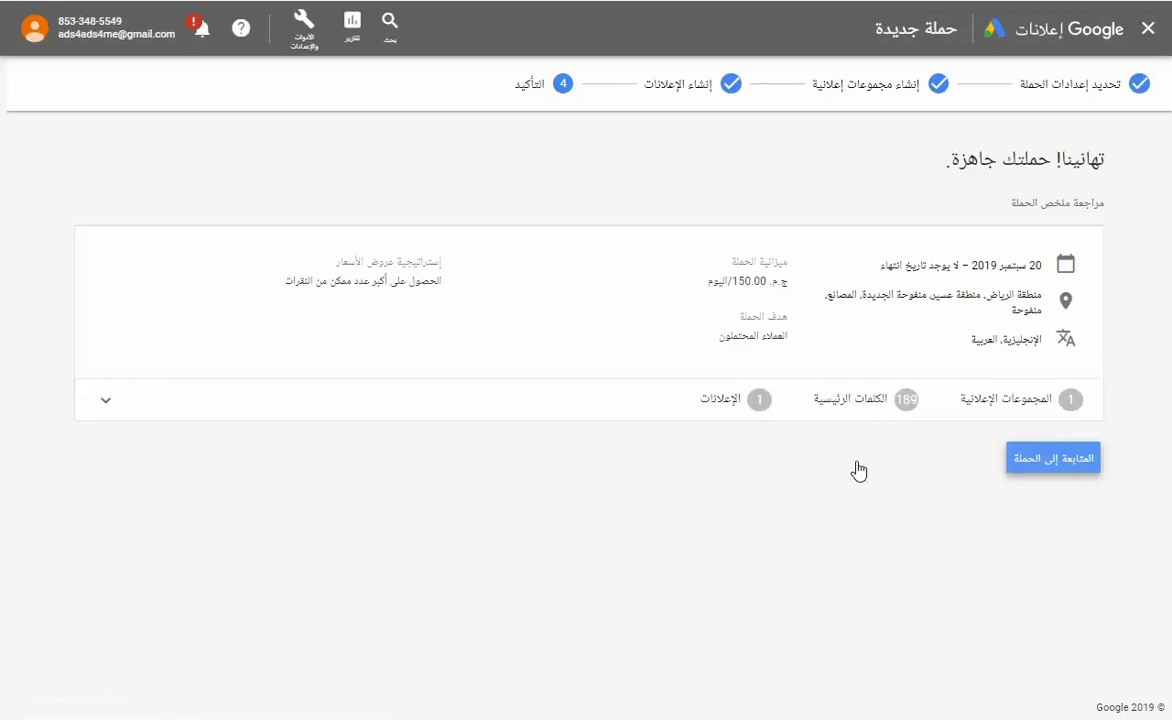 Google إعلانات
حملة جديدة
بحث
تقارير
الأدوات
والإعدادات
853-348-5549
ads4ads4me@gmail.com
تحديد إعدادات الحملة
إنشاء مجموعات إعلانية
إنشاء الإعلانات
4 التأكيد
تهانينا! حملتك جاهزة.
مراجعة ملخص الحملة
20 سبتمبر 2019 – لا يوجد تاريخ انتهاء
منطقة الرياض, منطقة عسير, منفوحة الجديدة, المصانع,
منفوحة
الإنجليزية, العربية
ميزانية الحملة
ج.م. 150.00/اليوم
هدف الحملة
العملاء المحتملون
إستراتيجية عروض الأسعار
الحصول على أكبر عدد ممكن من النقرات
1 المجموعات الإعلانية
189 الكلمات الرئيسية
1 الإعلانات
المتابعة إلى الحملة
Google 2019 ©